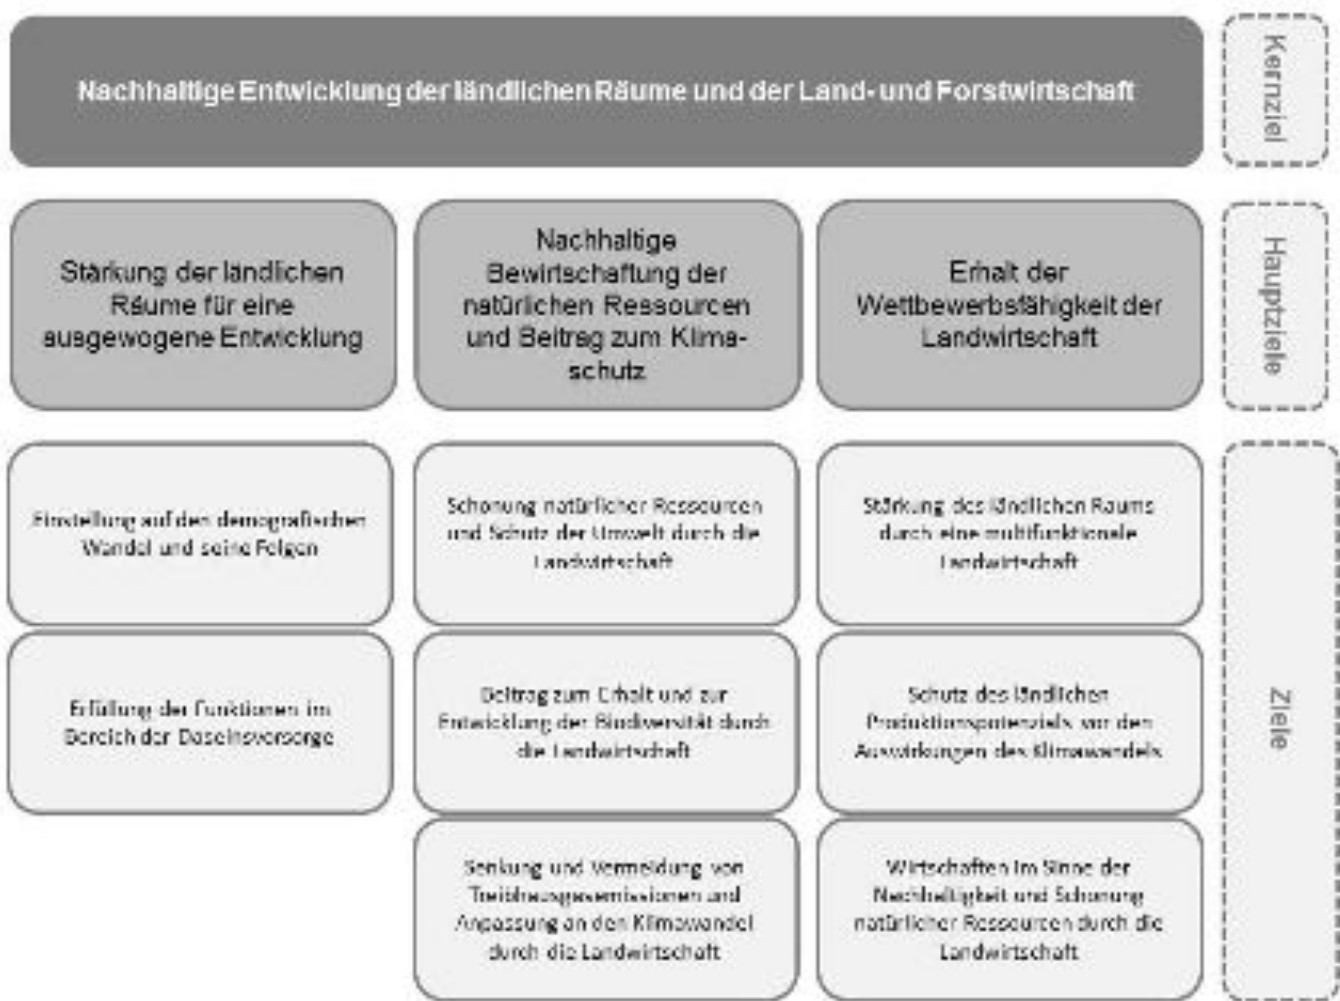 Nachhaltige Entwicklung der ländlichen Räume und der Land- und Forstwirtschaft
Kernziel
Stärkung der ländlichen
Räume für eine
ausgewogene Entwicklung
Nachhaltige
Bewirtschaftung der
natürlichen Ressourcen
und Beitrag zum Klima-
schutz
Erhalt der
Wettbewerbsfähigkeit der
Landwirtschaft
Hauptziele
Einstellung auf den demografischen
Wandel und seine Folgen
Schonung natürlicher Ressourcen
und Schutz der Umwelt durch die
Landwirtschaft
Stärkung des ländlichen Raums
durch eine multifunktionale
Landwirtschaft
Erfüllung der Funktionen im
Bereich der Daseinsvorsorge
Beitrag zum Erhalt und zur
Entwicklung der Biodiversität durch
die Landwirtschaft
Schutz des ländlichen
Produktionspotenzials vor den
Auswirkungen des Klimawandels
Ziele
Senkung und Vermeidung von
Treibhausgasemissionen und
Anpassung an den Klimawandel
durch die Landwirtschaft
Wirtschaften im Sinne der
Nachhaltigkeit und Schonung
natürlicher Ressourcen durch die
Landwirtschaft